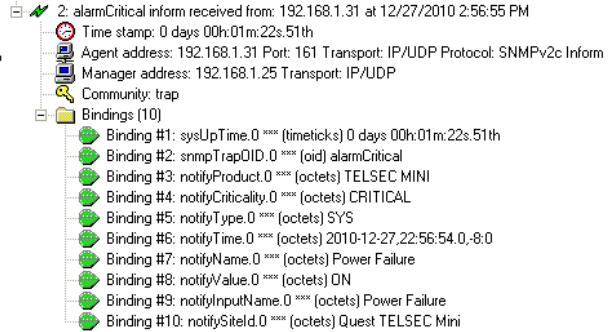 2: alarmCritical inform received from: 192.168.1.31 at 12/27/2010 2:56:55 PM
Time stamp: 0 days 00h:01m:22s.51th
Agent address: 192.168.1.31 Port: 161 Transport: IP/UDP Protocol: SNMPv2c Inform
Manager address: 192.168.1.25 Transport: IP/UDP
Community: trap
Bindings (10)
Binding #1: sysUpTime.0 *** (timeticks) 0 days 00h:01m:22s.51th
Binding #2: snmpTrapOID.0 *** (oid) alarmCritical
Binding #3: notifyProduct.0 *** (octets) TELSEC MINI
Binding #4: notifyCriticality.0 *** (octets) CRITICAL
Binding #5: notifyType.0 *** (octets) SYS
Binding #6: notifyTime.0 *** (octets) 2010-12-27,22:56:54.0,-8:0
Binding #7: notifyName.0 *** (octets) Power Failure
Binding #8: notifyValue.0 *** (octets) ON
Binding #9: notifyInputName.0 *** (octets) Power Failure
Binding #10: notifySiteId.0 *** (octets) Quest TELSEC Mini